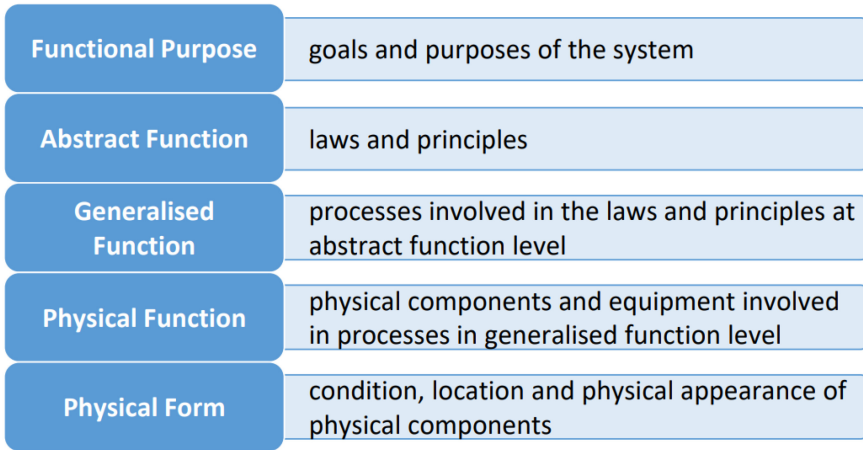 Functional Purpose
goals and purposes of the system
Abstract Function
laws and principles
Generalised
Function
processes involved in the laws and principles at
abstract function level
Physical Function
physical components and equipment involved
in processes in generalised function level
Physical Form
condition, location and physical appearance of
physical components